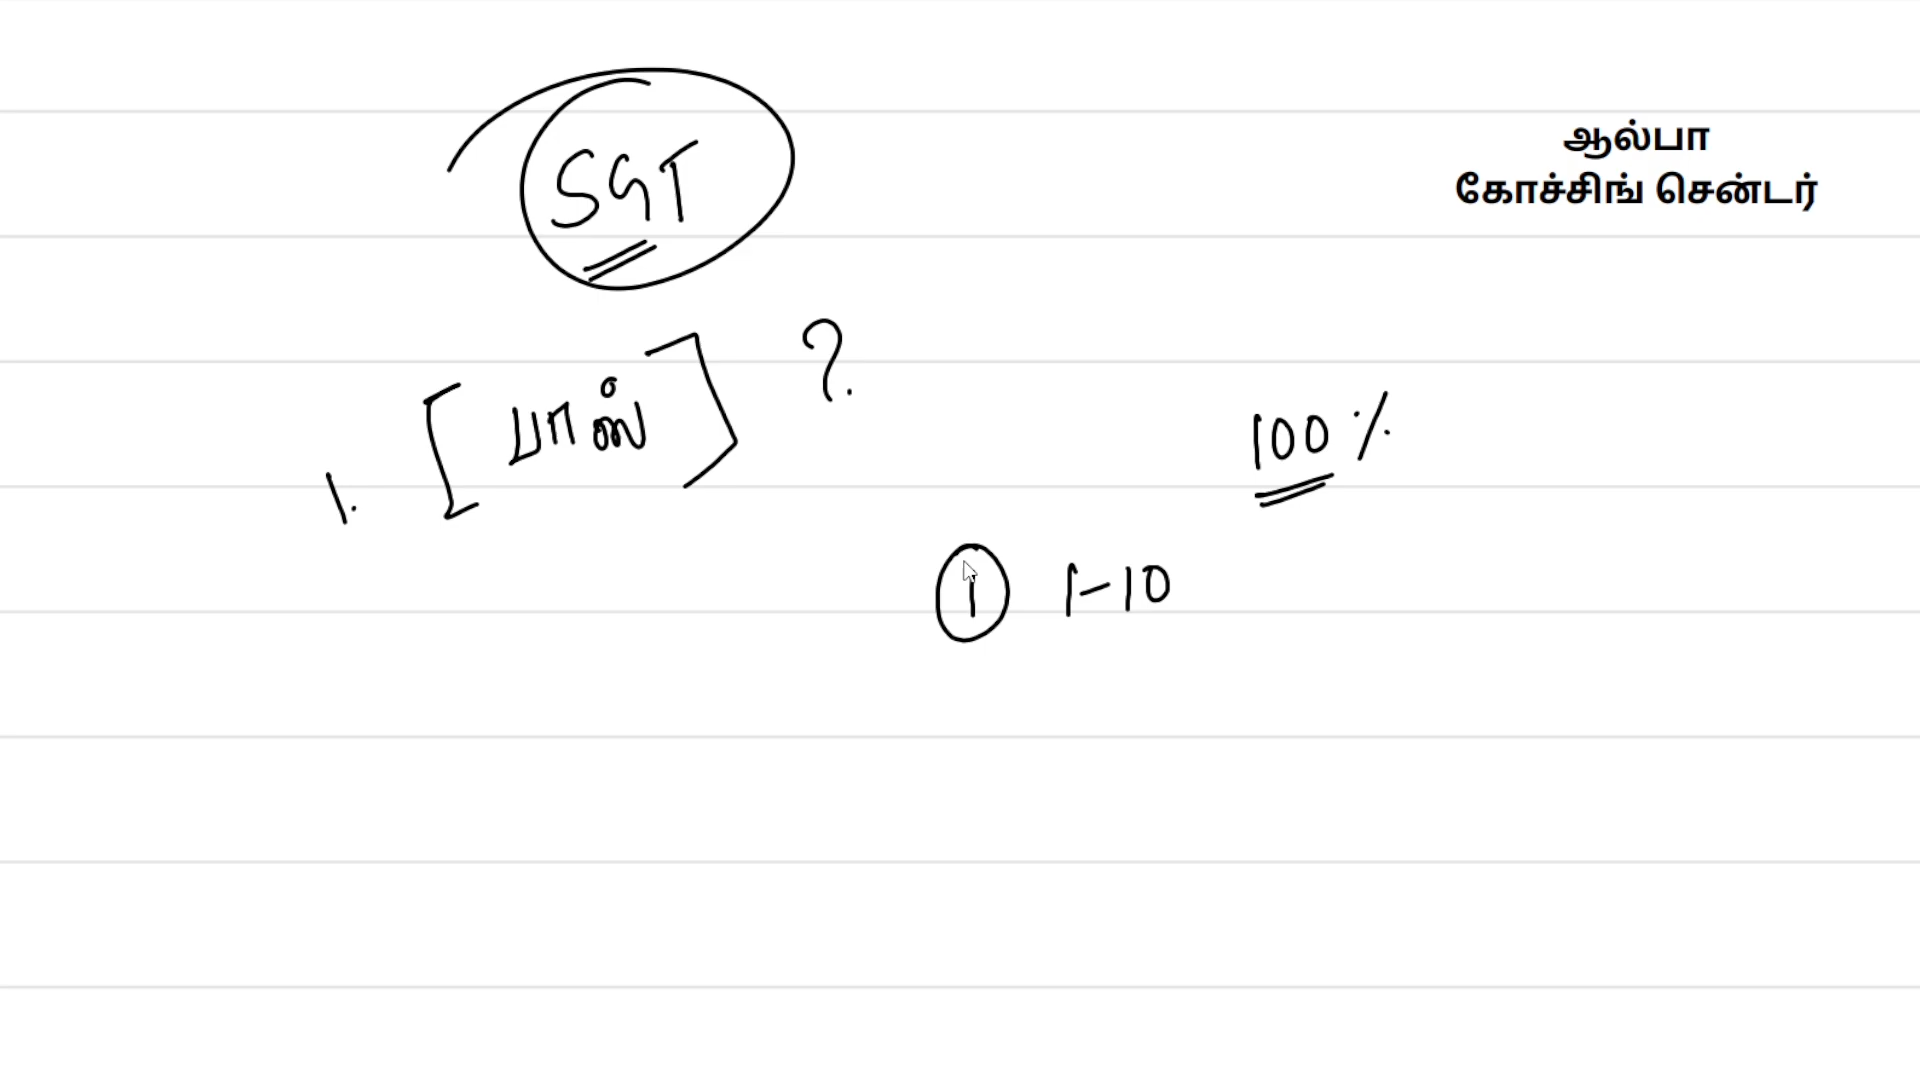 SGT
ஆல்பா
கோச்சிங் சென்டர்
1. [பாஸ்] ?
100%
① 1-10